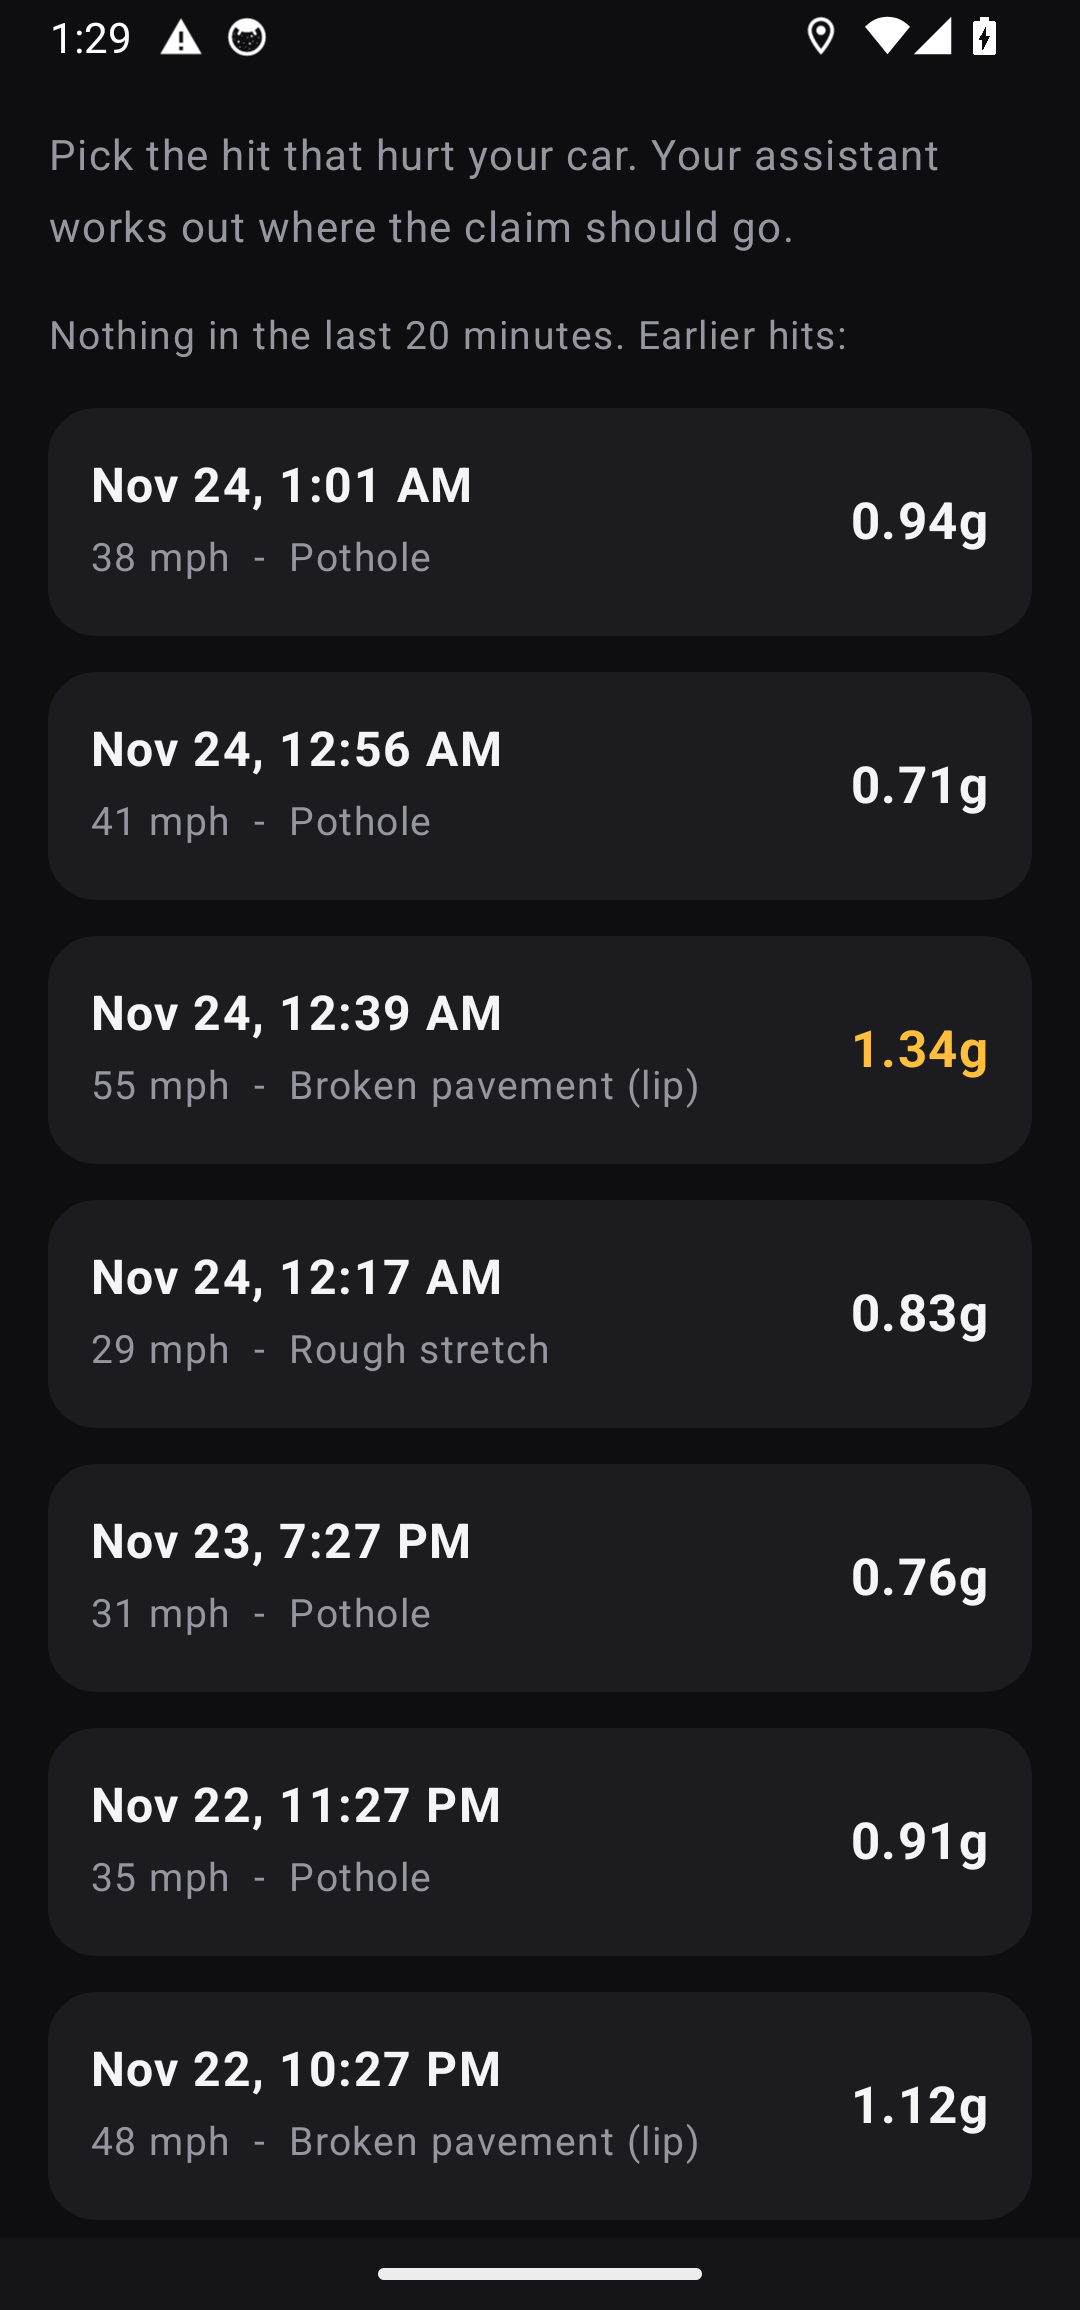 1:29
Pick the hit that hurt your car. Your assistant
works out where the claim should go.
Nothing in the last 20 minutes. Earlier hits:
Nov 24, 1:01 AM
38 mph - Pothole
0.94g
Nov 24, 12:56 AM
41 mph - Pothole
0.71g
Nov 24, 12:39 AM
55 mph - Broken pavement (lip)
1.34g
Nov 24, 12:17 AM
29 mph - Rough stretch
0.83g
Nov 23, 7:27 PM
31 mph - Pothole
0.76g
Nov 22, 11:27 PM
35 mph - Pothole
0.91g
Nov 22, 10:27 PM
48 mph - Broken pavement (lip)
1.12g